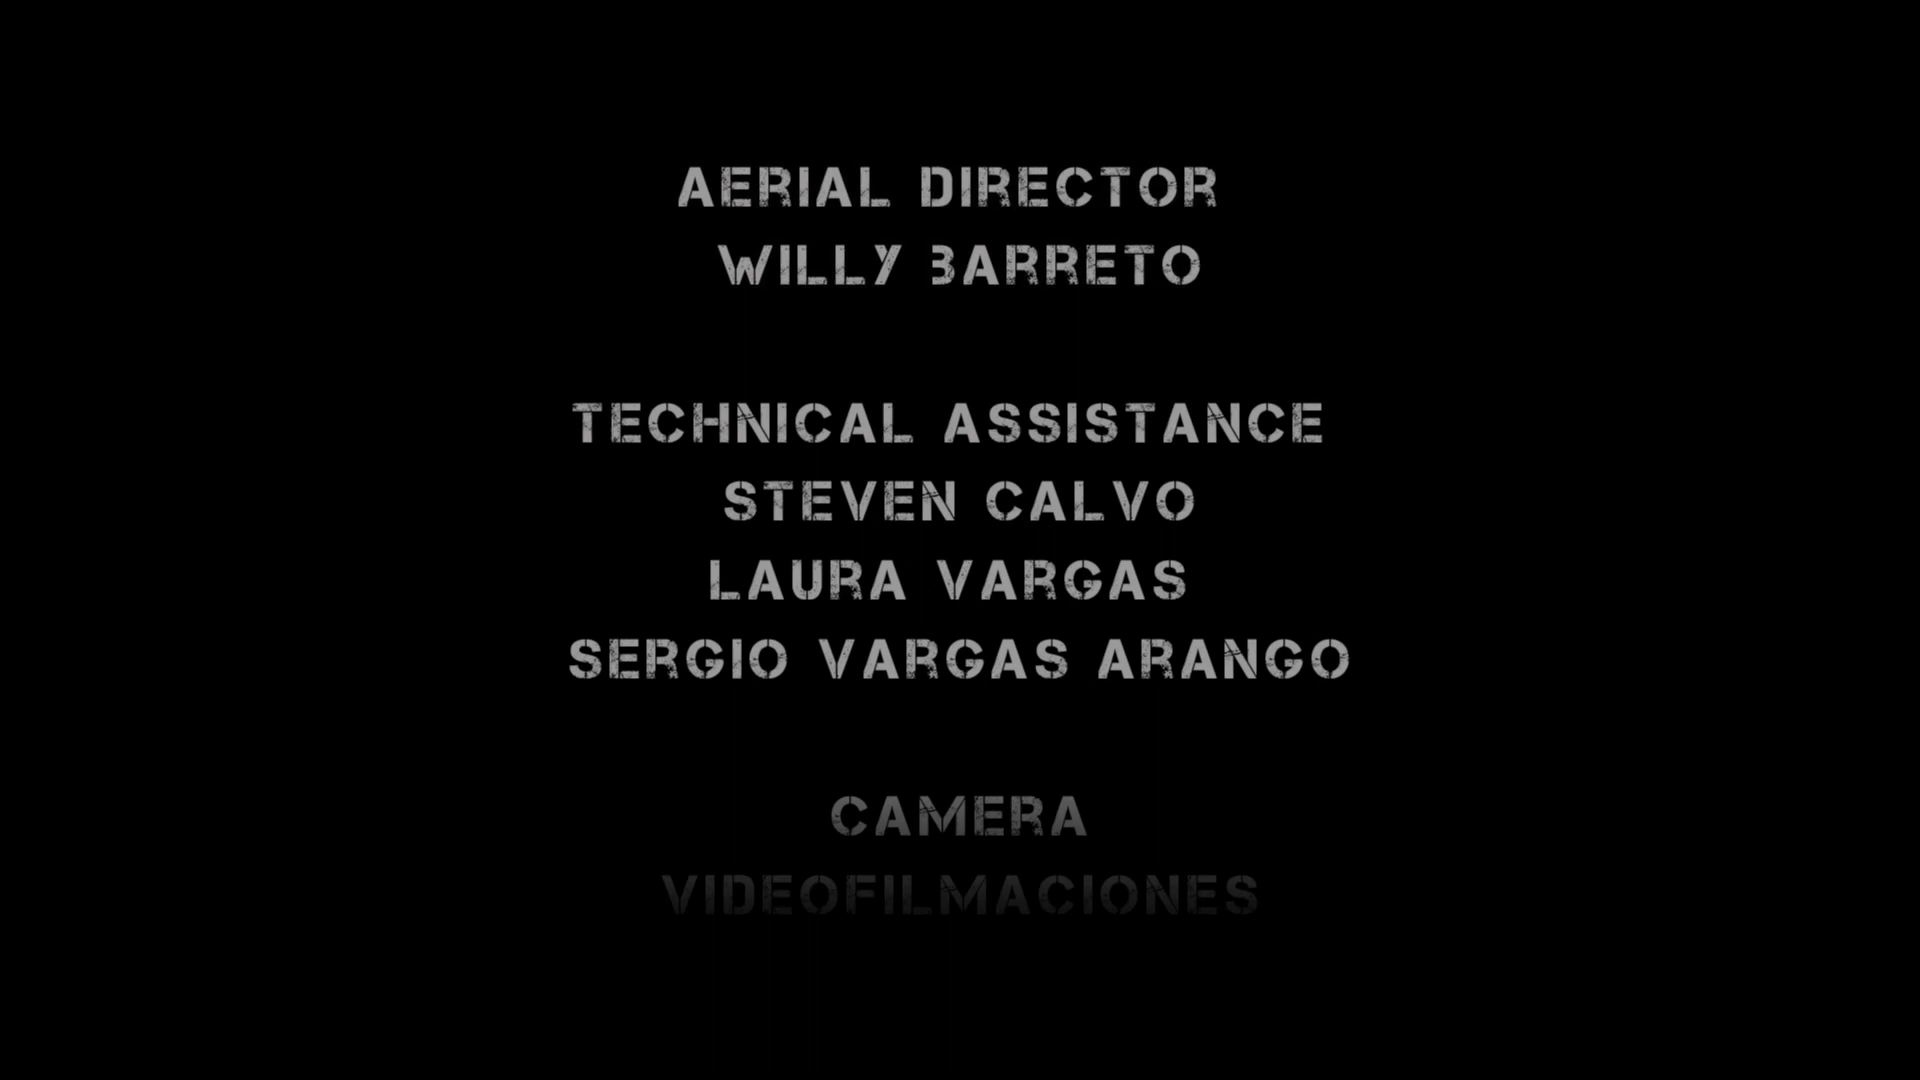 AERIAL DIRECTOR
WILLY BARRETO
TECHNICAL ASSISTANCE
STEVEN CALVO
LAURA VARGAS
SERGIO VARGAS ARANGO
CAMERA
VIDEOFILMACIONES